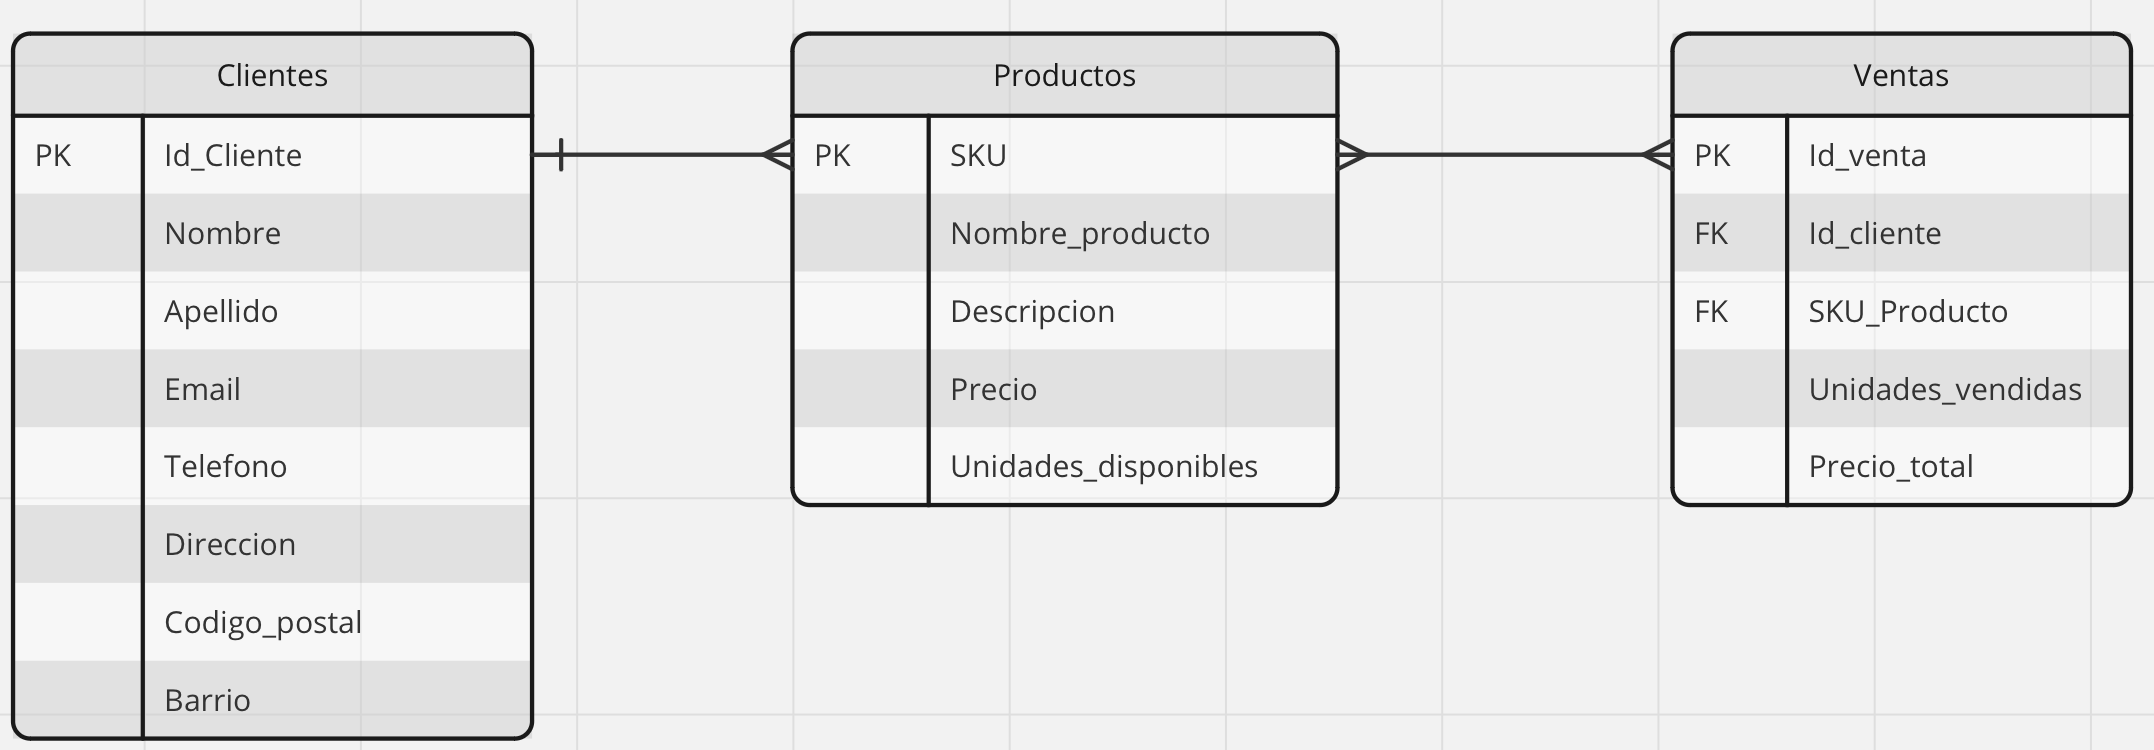 Clientes
PK Id_Cliente
Nombre
Apellido
Email
Telefono
Direccion
Codigo_postal
Barrio
Productos
PK SKU
Nombre_producto
Descripcion
Precio
Unidades_disponibles
Ventas
PK Id_venta
FK Id_cliente
FK SKU_Producto
Unidades_vendidas
Precio_total